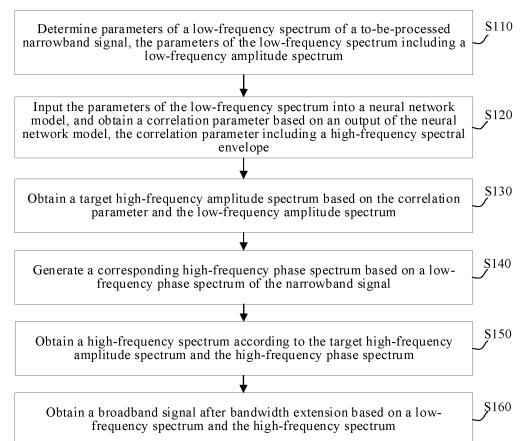 Determine parameters of a low-frequency spectrum of a to-be-processed
narrowband signal, the parameters of the low-frequency spectrum including a
low-frequency amplitude spectrum
S110
Input the parameters of the low-frequency spectrum into a neural network
model, and obtain a correlation parameter based on an output of the neural
network model, the correlation parameter including a high-frequency spectral
envelope
S120
Obtain a target high-frequency amplitude spectrum based on the correlation
parameter and the low-frequency amplitude spectrum
S130
Generate a corresponding high-frequency phase spectrum based on a low-
frequency phase spectrum of the narrowband signal
S140
Obtain a high-frequency spectrum according to the target high-frequency
amplitude spectrum and the high-frequency phase spectrum
S150
Obtain a broadband signal after bandwidth extension based on a low-
frequency spectrum and the high-frequency spectrum
S160